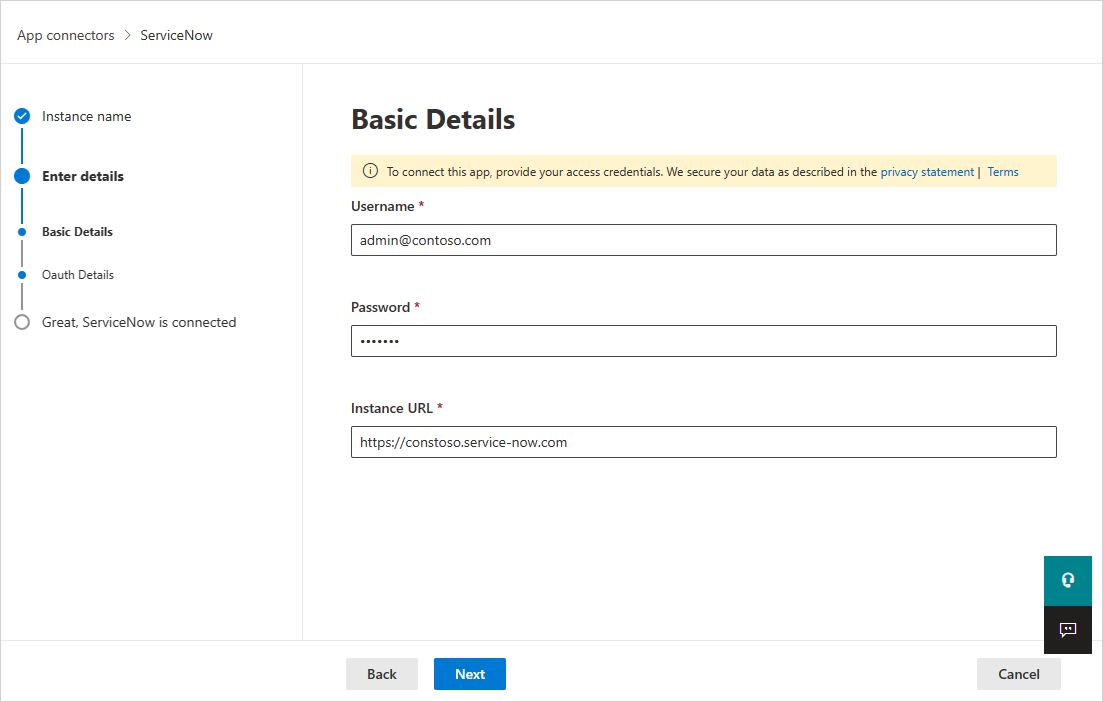 App connectors > ServiceNow
Instance name
Enter details
Basic Details
Oauth Details
Great, ServiceNow is connected
Basic Details
To connect this app, provide your access credentials. We secure your data as described in the privacy statement | Terms
Username *
admin@contoso.com
Password *
•••••••
Instance URL *
https://constoso.service-now.com
Back
Next
Cancel